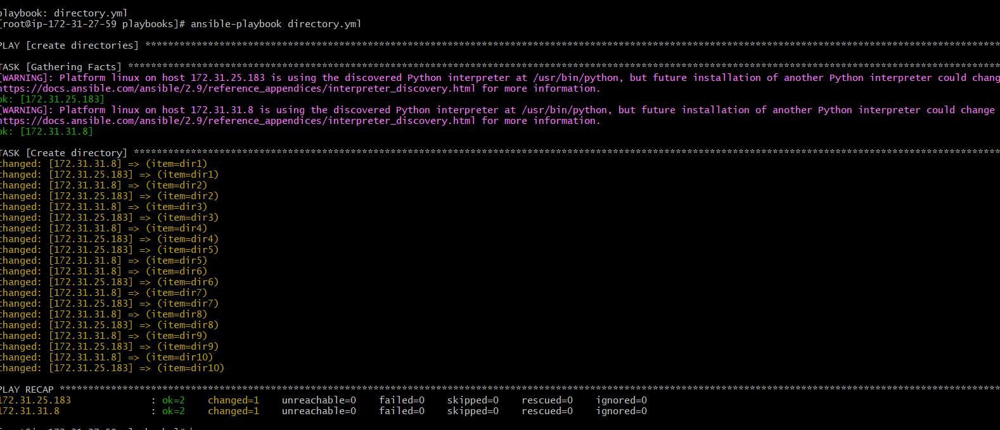 playbook: directory.yml
[root@ip-172-31-27-59 playbooks]# ansible-playbook directory.yml
PLAY [create directories] ******************************************************************************************************************************************************
TASK [Gathering Facts] *********************************************************************************************************************************************************
[WARNING]: Platform linux on host 172.31.25.183 is using the discovered Python interpreter at /usr/bin/python, but future installation of another Python interpreter could chang
https://docs.ansible.com/ansible/2.9/reference_appendices/interpreter_discovery.html for more information.
ok: [172.31.25.183]
[WARNING]: Platform linux on host 172.31.31.8 is using the discovered Python interpreter at /usr/bin/python, but future installation of another Python interpreter could change
https://docs.ansible.com/ansible/2.9/reference_appendices/interpreter_discovery.html for more information.
ok: [172.31.31.8]
TASK [Create directory] ********************************************************************************************************************************************************
changed: [172.31.31.8] => (item=dir1)
changed: [172.31.25.183] => (item=dir1)
changed: [172.31.31.8] => (item=dir2)
changed: [172.31.25.183] => (item=dir2)
changed: [172.31.31.8] => (item=dir3)
changed: [172.31.25.183] => (item=dir3)
changed: [172.31.31.8] => (item=dir4)
changed: [172.31.25.183] => (item=dir4)
changed: [172.31.25.183] => (item=dir5)
changed: [172.31.31.8] => (item=dir5)
changed: [172.31.31.8] => (item=dir6)
changed: [172.31.25.183] => (item=dir6)
changed: [172.31.31.8] => (item=dir7)
changed: [172.31.25.183] => (item=dir7)
changed: [172.31.31.8] => (item=dir8)
changed: [172.31.25.183] => (item=dir8)
changed: [172.31.31.8] => (item=dir9)
changed: [172.31.25.183] => (item=dir9)
changed: [172.31.31.8] => (item=dir10)
changed: [172.31.25.183] => (item=dir10)
PLAY RECAP *********************************************************************************************************************************************************************
172.31.25.183 : ok=2 changed=1 unreachable=0 failed=0 skipped=0 rescued=0 ignored=0
172.31.31.8 : ok=2 changed=1 unreachable=0 failed=0 skipped=0 rescued=0 ignored=0